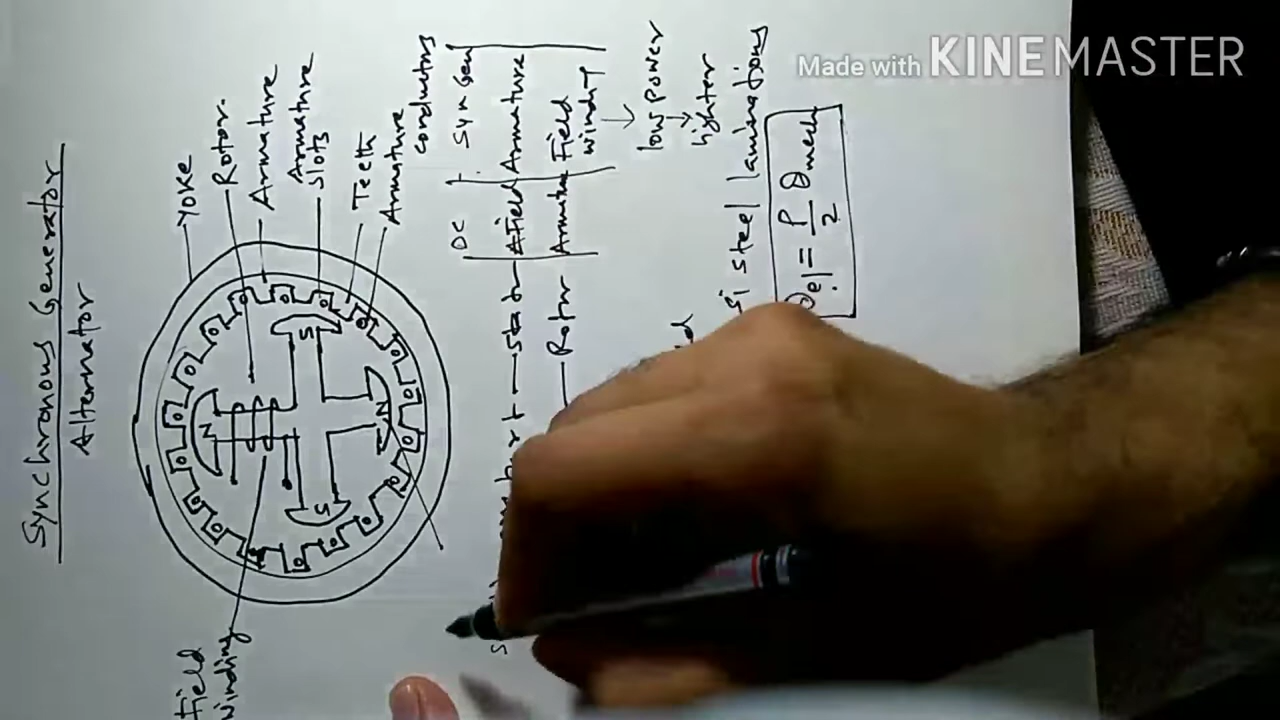 Made with KINEMASTER
Synchronous Generator
Alternator
Yoke
Rotor
Armature
Armature
Slots
Teeth
Armature
conductors
Field
Winding
N
S
N
S
DC Syn Gen
Stator Field Armature
Rotor Armature Field
winding
low power
lighter
Si steel laminations
θel = P/2 θmech